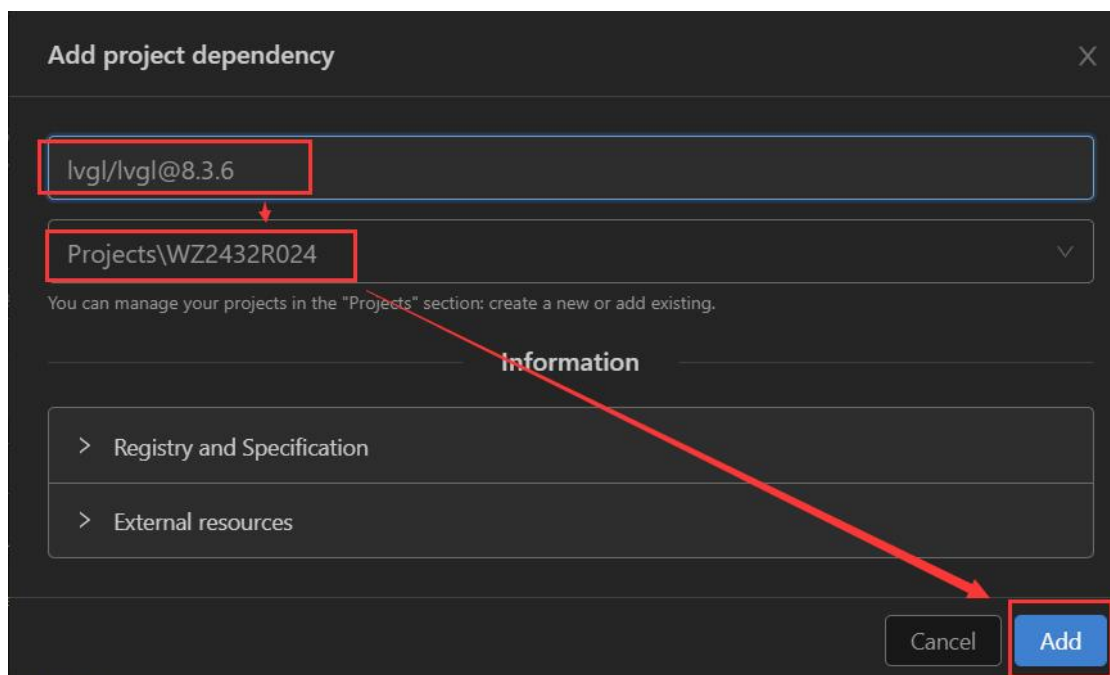 Add project dependency
lvgl/lvgl@8.3.6
Projects\WZ2432R024
You can manage your projects in the "Projects" section: create a new or add existing.
Information
Registry and Specification
External resources
Cancel
Add